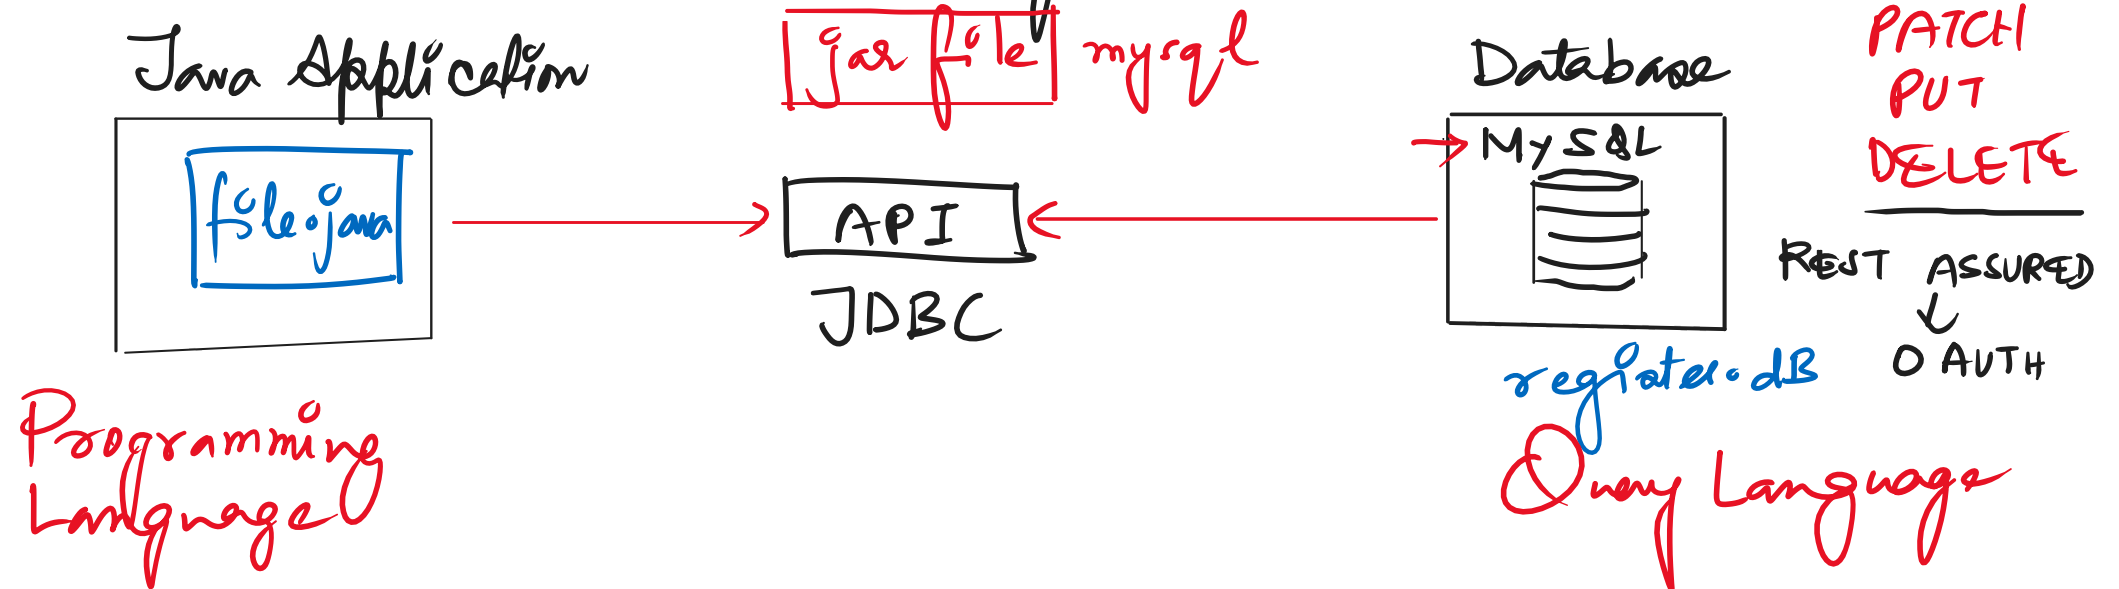 Java Application
file.java
Programming
Language
jar file mysql
API
JDBC
Database
MySQL
register.dB
Query Language
PATCH
PUT
DELETE
REST ASSURED
O AUTH